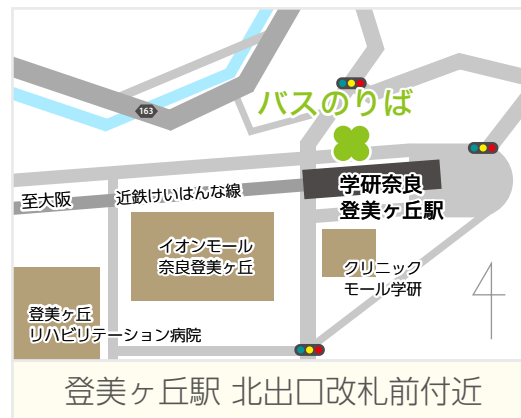 163
バスのりば
学研奈良
登美ヶ丘駅
近鉄けいはんな線
至大阪
イオンモール
奈良登美ヶ丘
クリニック
モール学研
登美ヶ丘
リハビリテーション病院
登美ヶ丘駅 北出口改札前付近